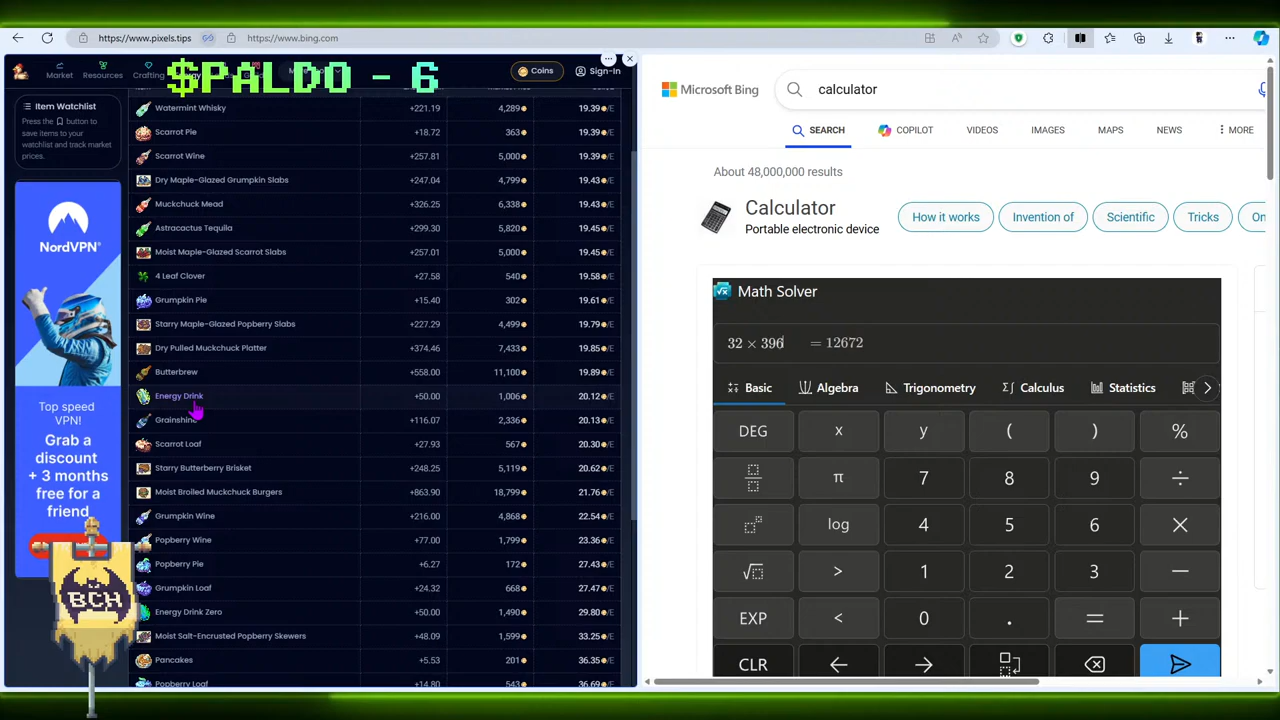 https://www.pixels.tips
https://www.bing.com
Market
Resources
Crafting
$PALDO - 6
Coins
Sign-In
Item Watchlist
Press the button to
save items to your
watchlist and track market
prices.
NordVPN®
Top speed
VPN!
Grab a
discount
+ 3 months
free for a
friend
BCH
Watermint Whisky +221.19 4,289 19.39/E
Scarrot Pie +18.72 363 19.39/E
Scarrot Wine +257.81 5,000 19.39/E
Dry Maple-Glazed Grumpkin Slabs +247.04 4,799 19.43/E
Muckchuck Mead +326.25 6,338 19.43/E
Astracactus Tequila +299.30 5,820 19.45/E
Moist Maple-Glazed Scarrot Slabs +257.01 5,000 19.45/E
4 Leaf Clover +27.58 540 19.58/E
Grumpkin Pie +15.40 302 19.61/E
Starry Maple-Glazed Popberry Slabs +227.29 4,499 19.79/E
Dry Pulled Muckchuck Platter +374.46 7,433 19.85/E
Butterbrew +558.00 11,100 19.89/E
Energy Drink +50.00 1,006 20.12/E
Grainshine +116.07 2,336 20.13/E
Scarrot Loaf +27.93 567 20.30/E
Starry Butterberry Brisket +248.25 5,119 20.62/E
Moist Broiled Muckchuck Burgers +863.90 18,799 21.76/E
Grumpkin Wine +216.00 4,868 22.54/E
Popberry Wine +77.00 1,799 23.36/E
Popberry Pie +6.27 172 27.43/E
Grumpkin Loaf +24.32 668 27.47/E
Energy Drink Zero +50.00 1,490 29.80/E
Moist Salt-Encrusted Popberry Skewers +48.09 1,599 33.25/E
Pancakes +5.53 201 36.35/E
Popberry Loaf +14.80 543 36.69/E
Microsoft Bing
calculator
SEARCH
COPILOT
VIDEOS
IMAGES
MAPS
NEWS
MORE
About 48,000,000 results
Calculator
Portable electronic device
How it works
Invention of
Scientific
Tricks
On
Math Solver
32 × 396 = 12672
Basic
Algebra
Trigonometry
Calculus
Statistics
DEG x y ( ) %
π 7 8 9 ÷
log 4 5 6 ×
√ > 1 2 3 −
EXP < 0 . = +
CLR ← →